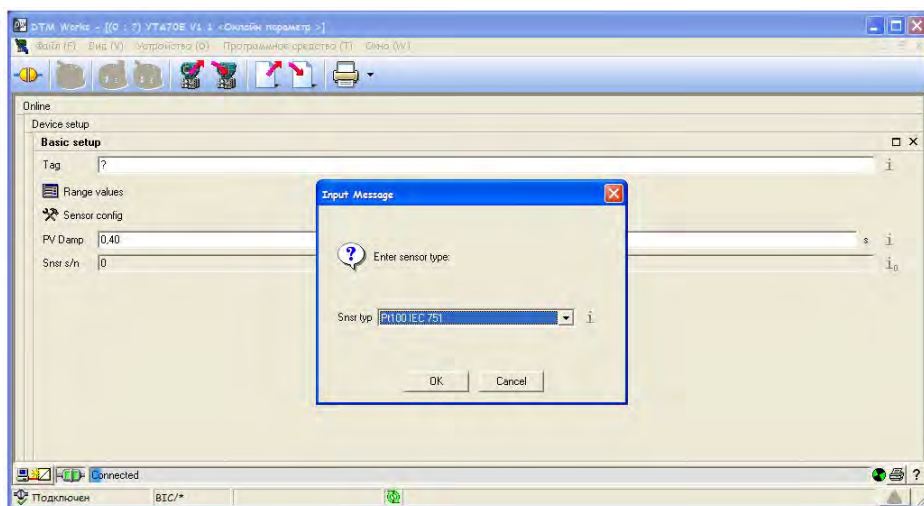 DTM Works - [(0 : ?) YTA70E V1.1 <Онлайн параметр >]
Файл (F) Вид (V) Устройство (O) Программное средство (T) Окно (W)
Online
Device setup
Basic setup
Tag ? i
Range values
Sensor config
PV Damp 0,40 s i
Snsr s/n 0 i0
Input Message
Enter sensor type:
Snsr typ Pt100 IEC 751 i
OK Cancel
Connected ?
Подключен BIC/*